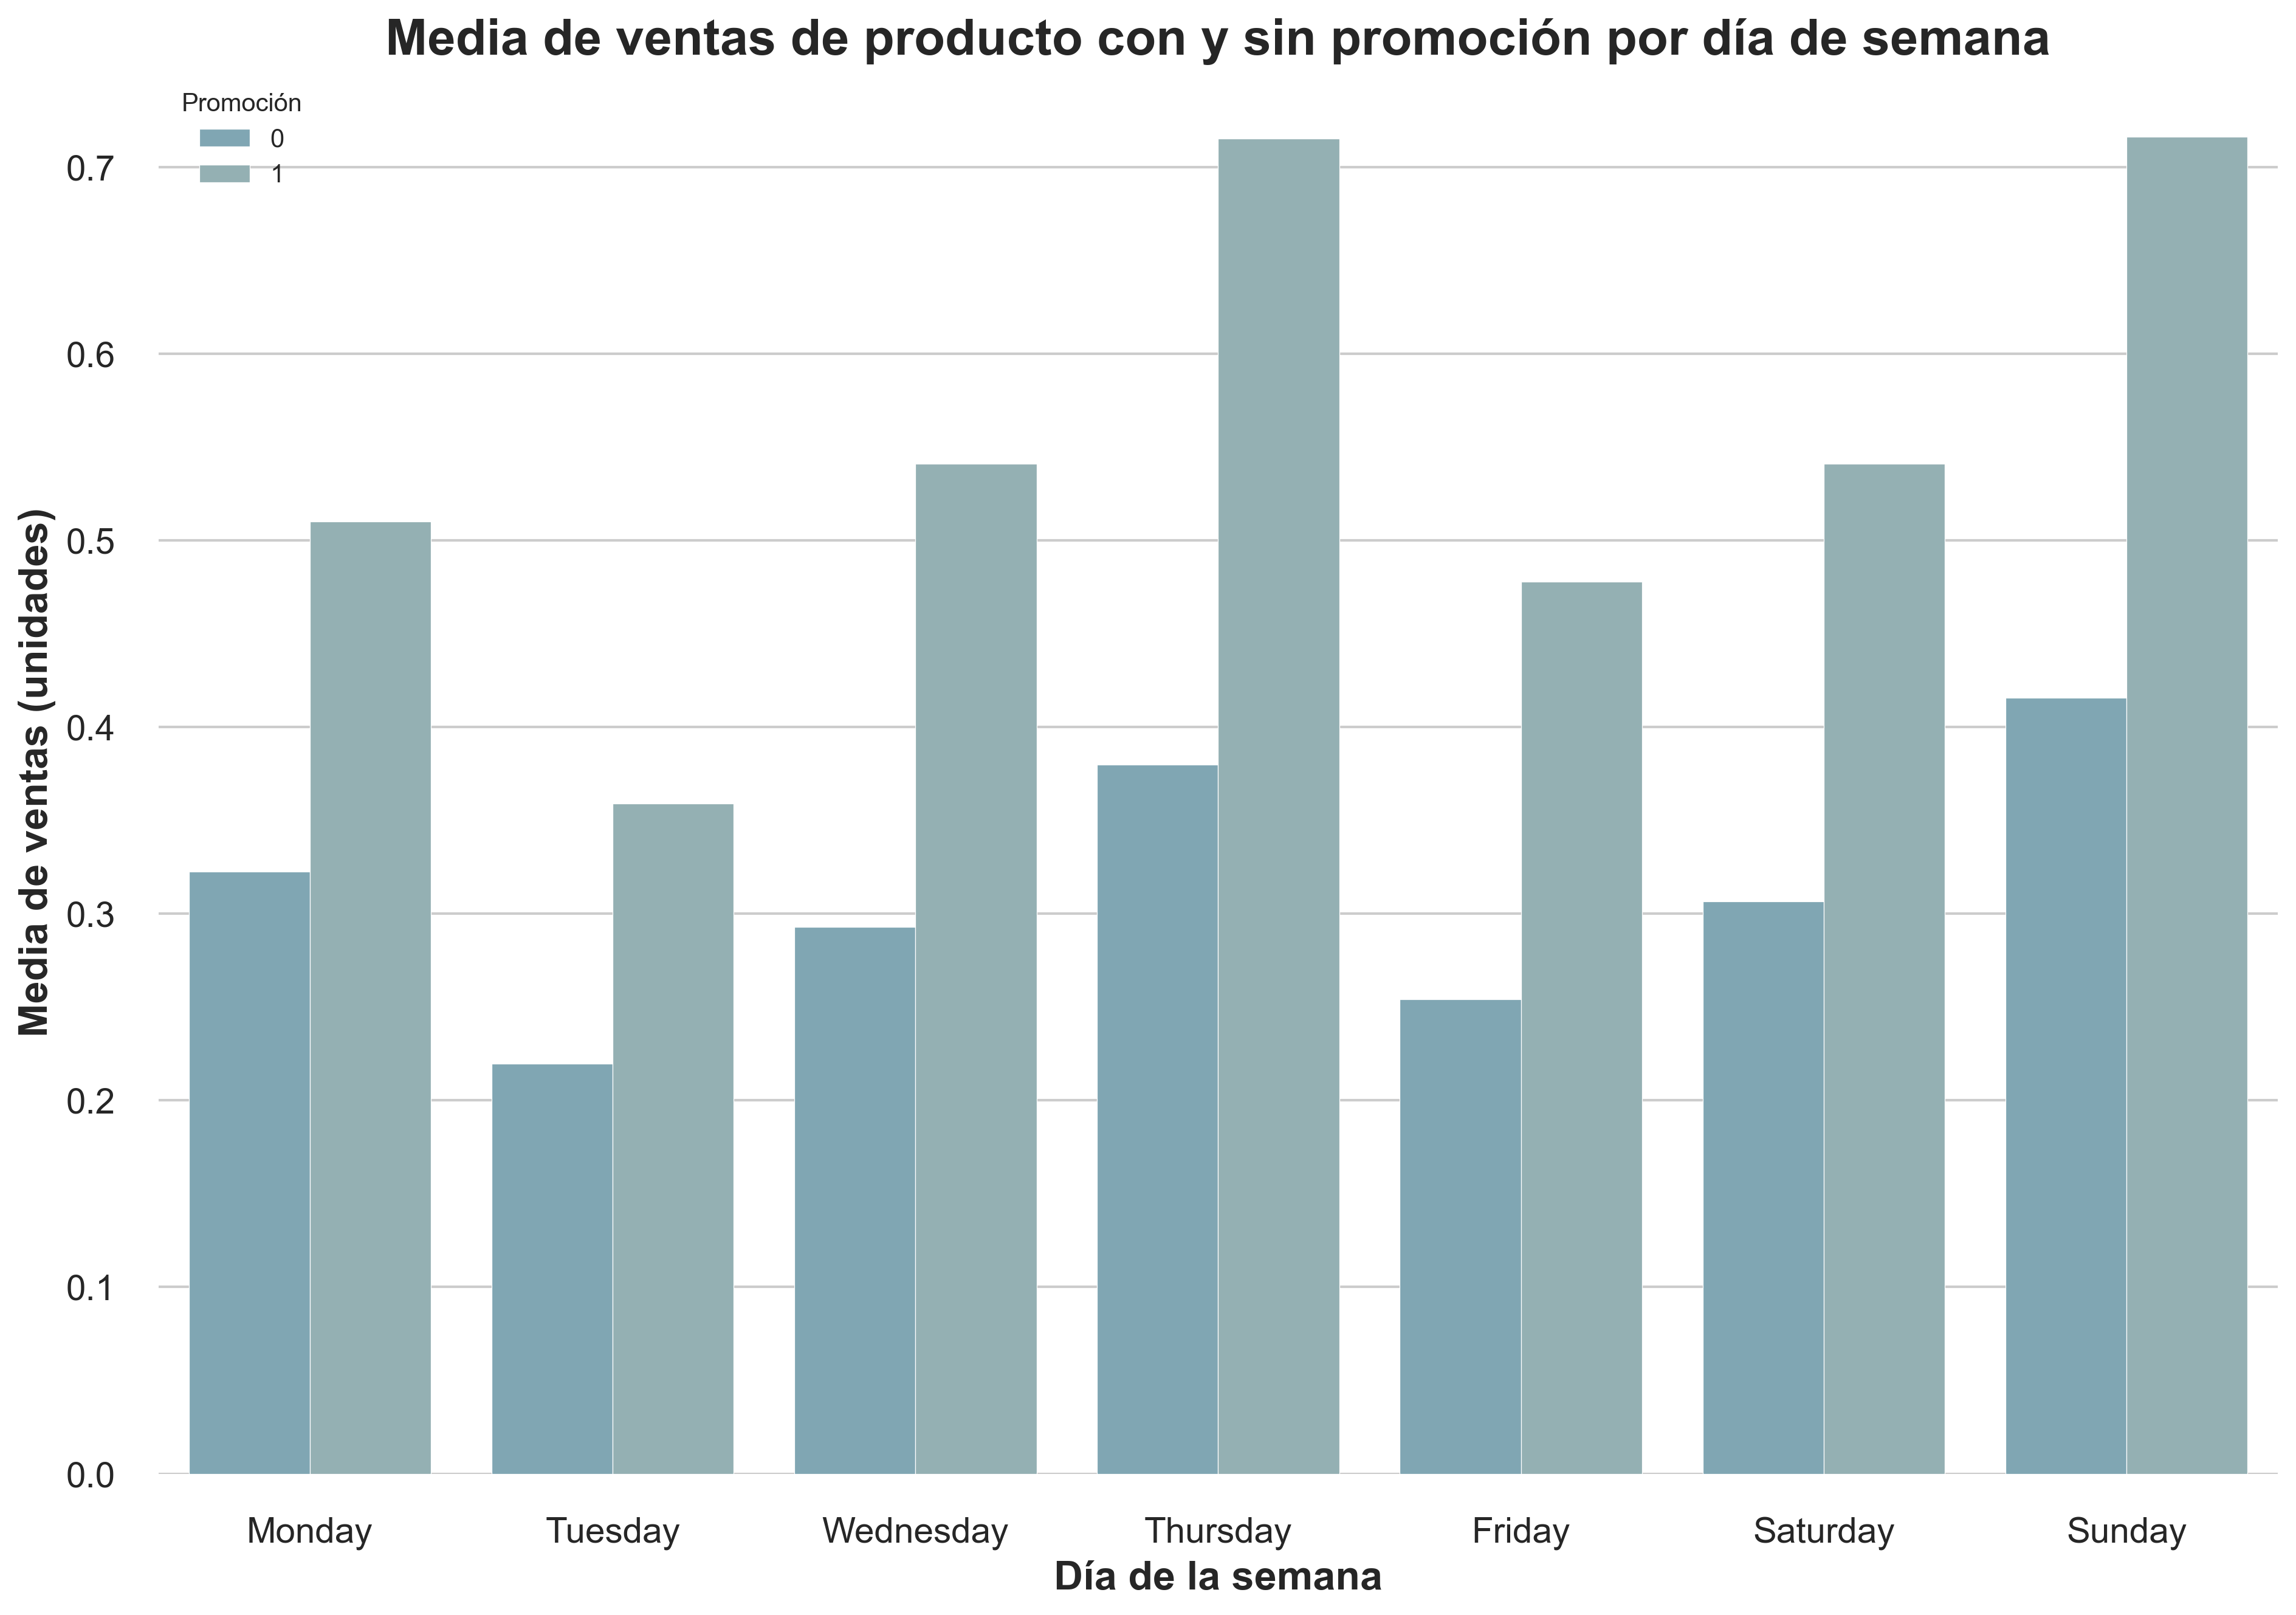 Media de ventas de producto con y sin promoción por día de semana
Promoción
0
1
0.7
0.6
0.5
0.4
0.3
0.2
0.1
0.0
Media de ventas (unidades)
Monday Tuesday Wednesday Thursday Friday Saturday Sunday
Día de la semana